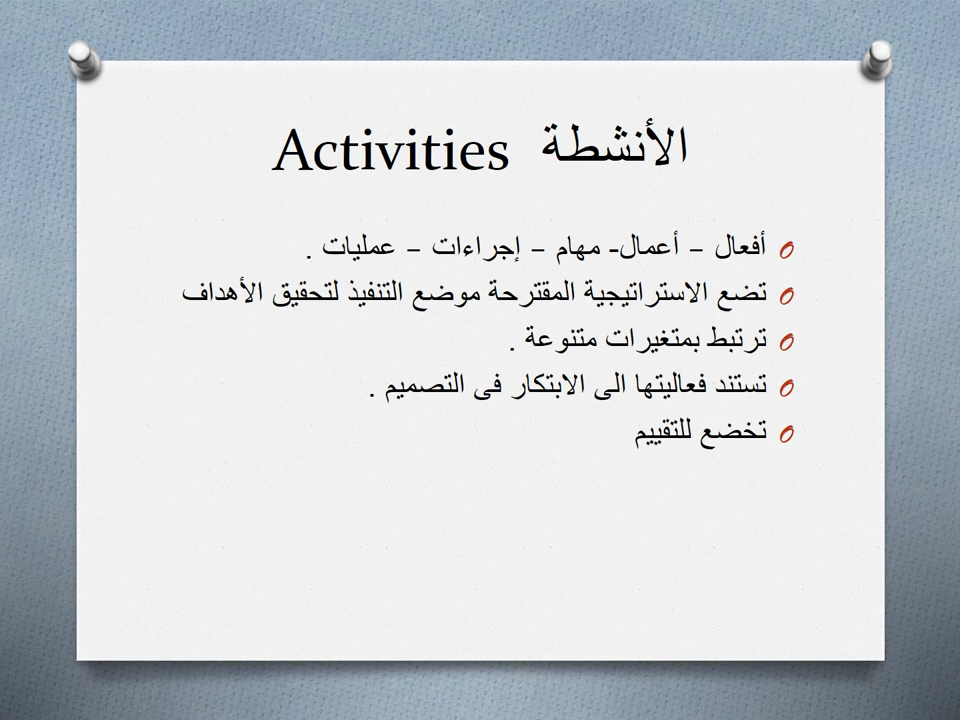 الأنشطة Activities
أفعال – أعمال- مهام – إجراءات – عمليات .
تضع الاستراتيجية المقترحة موضع التنفيذ لتحقيق الأهداف
ترتبط بمتغيرات متنوعة .
تستند فعاليتها الى الابتكار فى التصميم .
تخضع للتقييم